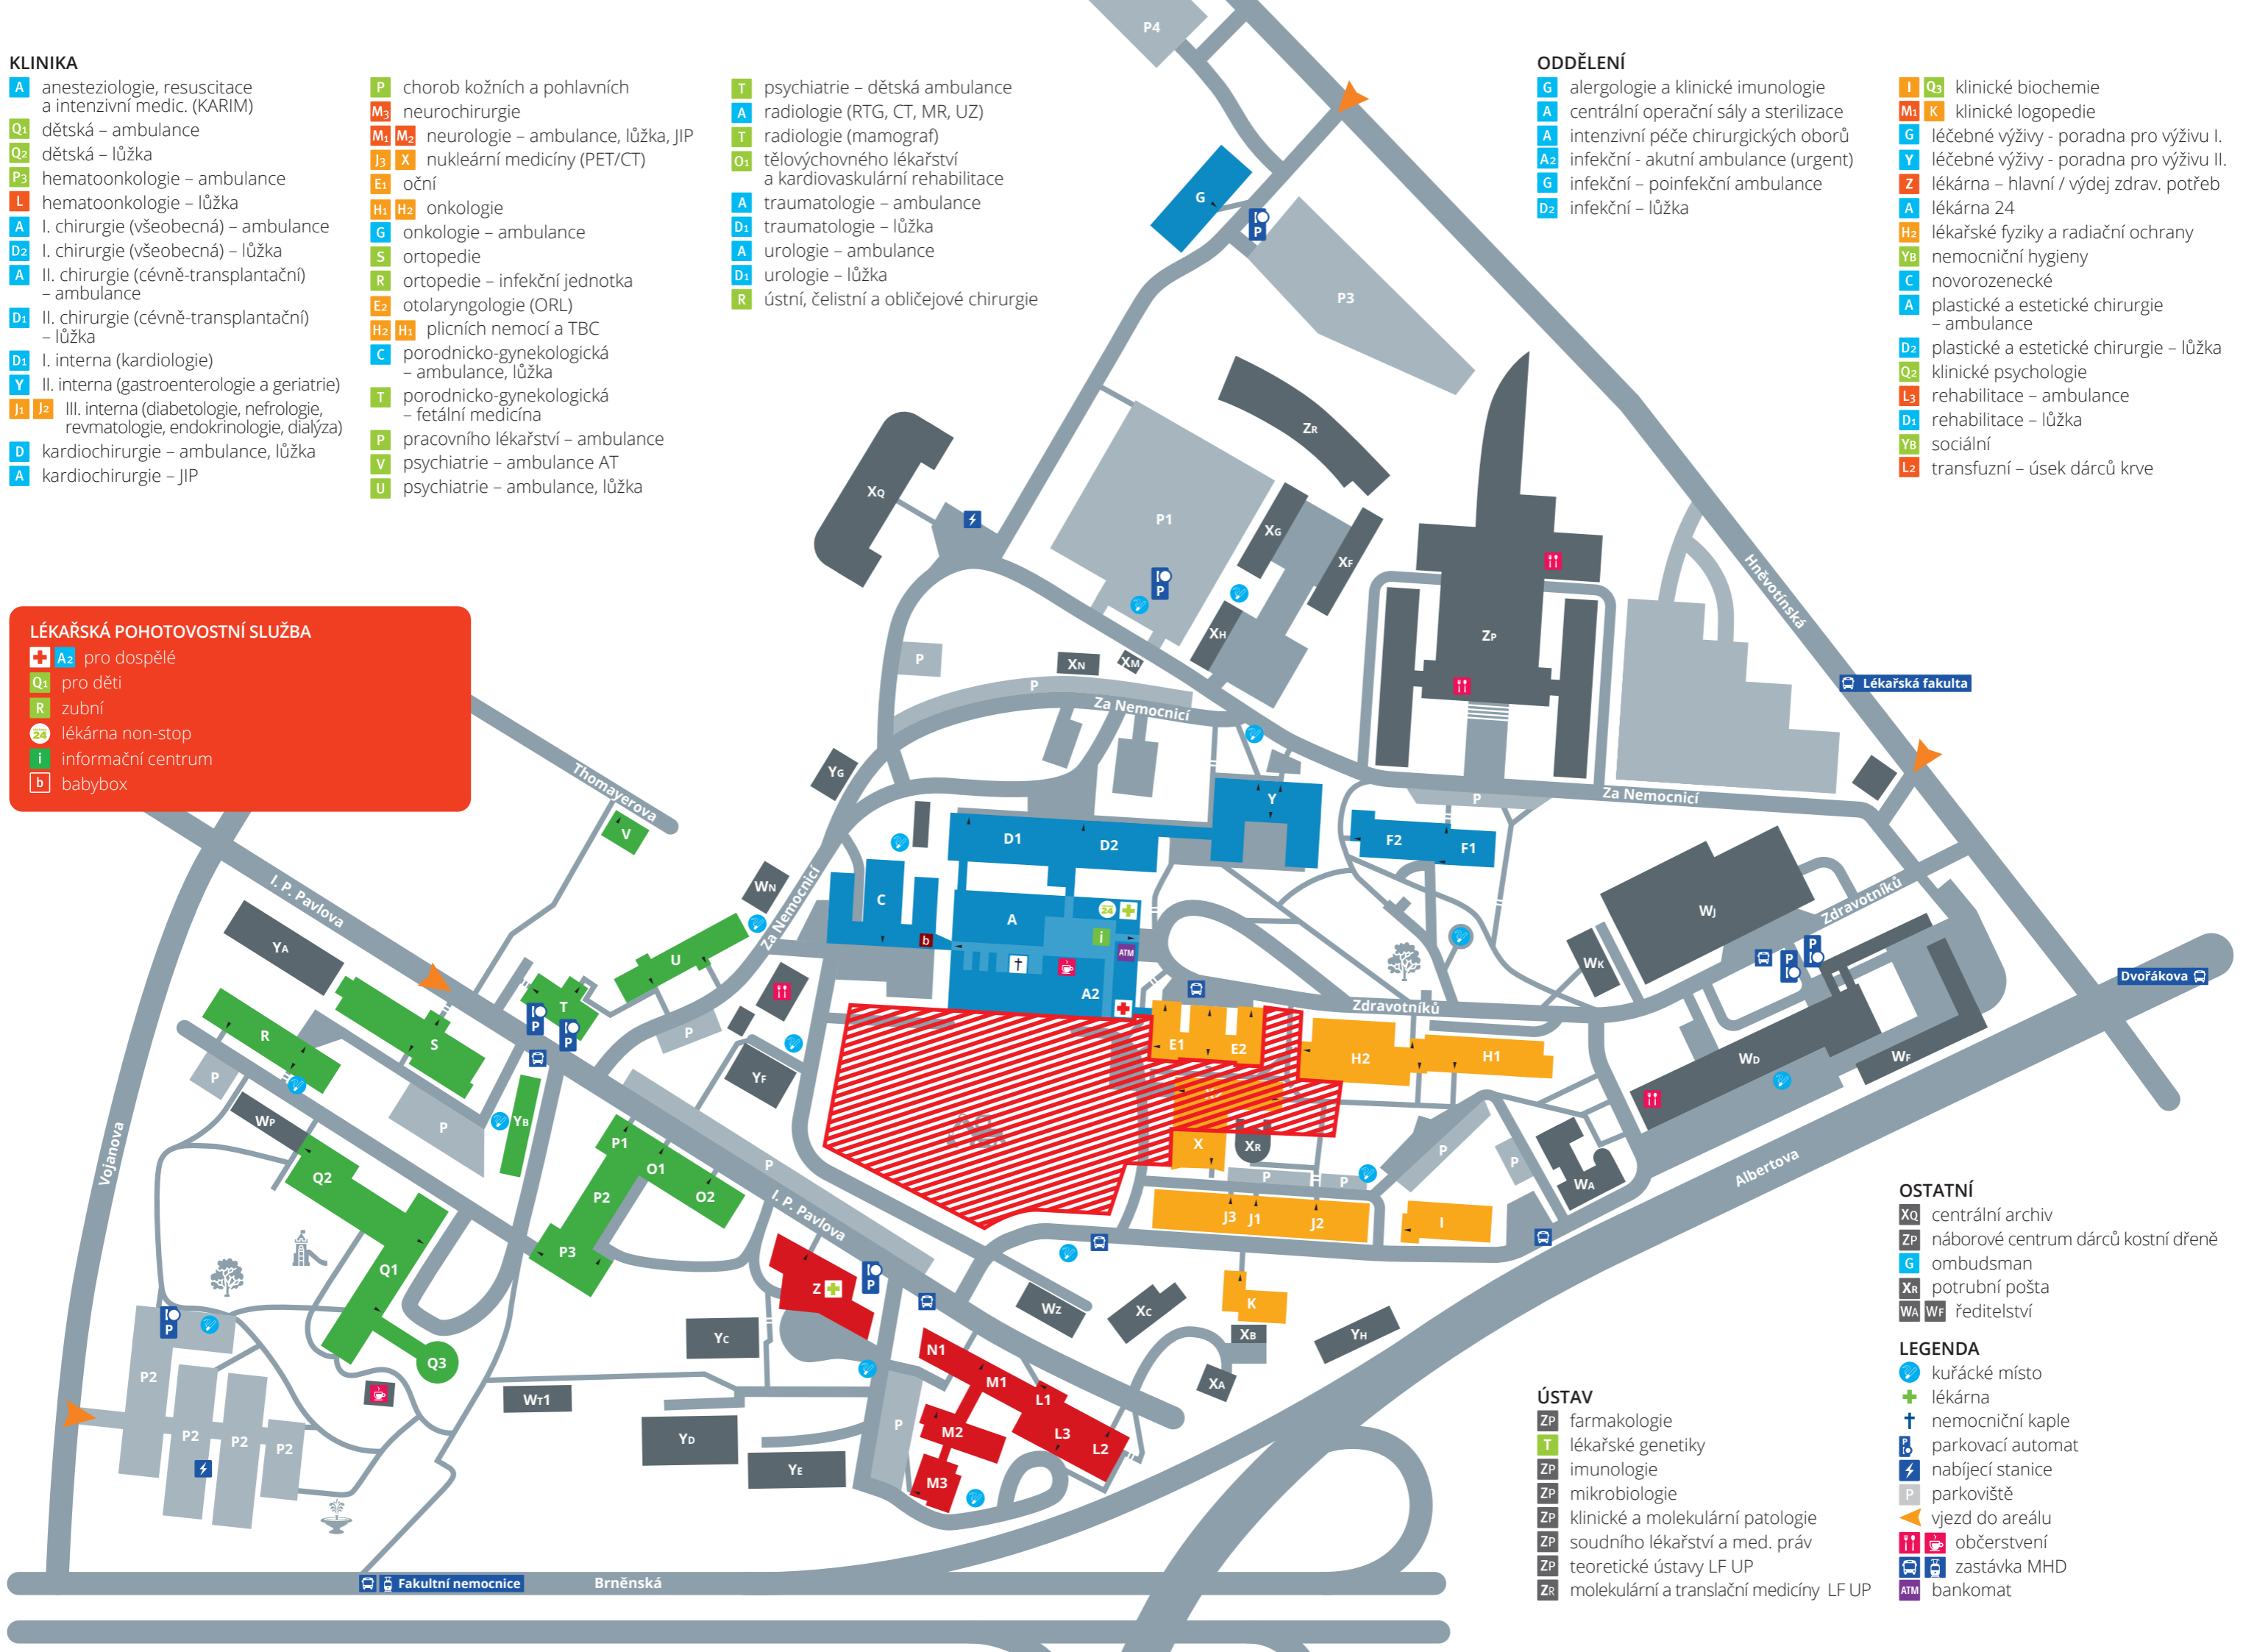 KLINIKA
A anesteziologie, resuscitace
a intenzivní medic. (KARIM)
Q1 dětská – ambulance
Q2 dětská – lůžka
P3 hematoonkologie – ambulance
L hematoonkologie – lůžka
A I. chirurgie (všeobecná) – ambulance
D2 I. chirurgie (všeobecná) – lůžka
A II. chirurgie (cévně-transplantační)
– ambulance
D1 II. chirurgie (cévně-transplantační)
– lůžka
D1 I. interna (kardiologie)
Y II. interna (gastroenterologie a geriatrie)
J1 J2 III. interna (diabetologie, nefrologie,
revmatologie, endokrinologie, dialýza)
D kardiochirurgie – ambulance, lůžka
A kardiochirurgie – JIP
P chorob kožních a pohlavních
M3 neurochirurgie
M1 M2 neurologie – ambulance, lůžka, JIP
J3 X nukleární medicíny (PET/CT)
E1 oční
H1 H2 onkologie
G onkologie – ambulance
S ortopedie
R ortopedie – infekční jednotka
E2 otolaryngologie (ORL)
H2 H1 plicních nemocí a TBC
C porodnicko-gynekologická
– ambulance, lůžka
T porodnicko-gynekologická
– fetální medicína
P pracovního lékařství – ambulance
V psychiatrie – ambulance AT
U psychiatrie – ambulance, lůžka
T psychiatrie – dětská ambulance
A radiologie (RTG, CT, MR, UZ)
T radiologie (mamograf)
O1 tělovýchovného lékařství
a kardiovaskulární rehabilitace
A traumatologie – ambulance
D1 traumatologie – lůžka
A urologie – ambulance
D1 urologie – lůžka
R ústní, čelistní a obličejové chirurgie
ODDĚLENÍ
G alergologie a klinické imunologie
A centrální operační sály a sterilizace
A intenzivní péče chirurgických oborů
A2 infekční - akutní ambulance (urgent)
G infekční – poinfekční ambulance
D2 infekční – lůžka
I Q3 klinické biochemie
M1 K klinické logopedie
G léčebné výživy - poradna pro výživu I.
Y léčebné výživy - poradna pro výživu II.
Z lékárna – hlavní / výdej zdrav. potřeb
A lékárna 24
H2 lékařské fyziky a radiační ochrany
YB nemocniční hygieny
C novorozenecké
A plastické a estetické chirurgie
– ambulance
D2 plastické a estetické chirurgie – lůžka
Q2 klinické psychologie
L3 rehabilitace – ambulance
D1 rehabilitace – lůžka
YB sociální
L2 transfuzní – úsek dárců krve
LÉKAŘSKÁ POHOTOVOSTNÍ SLUŽBA
A2 pro dospělé
Q1 pro děti
R zubní
24 lékárna non-stop
i informační centrum
b babybox
P4
G
P
P3
ZR
XQ
P1
XG
XF
P
XH
ZP
Hněvotínská
P
XN
XM
P
Lékařská fakulta
Za Nemocnicí
YG
Thomayerova
Y
P
Za Nemocnicí
V
D1
D2
F2
F1
I. P. Pavlova
WN
Za Nemocnicí
C
A
24
i
b
ATM
A2
WJ
Zdravotníků
YA
U
WK
P
P
Dvořákova
T
P
P
P
R
S
YF
E1
E2
H2
H1
Zdravotníků
WD
WF
P
P
WP
YB
X
XR
P
P
P
P
WA
Albertova
Vojanova
Q2
P1
O1
P2
O2
P
I. P. Pavlova
P3
J3
J1
J2
I
Q1
Z
P
WZ
XC
K
XB
YH
YC
P
P2
Q3
N1
M1
L1
XA
WT1
P2
P2
P2
P
M2
L3
L2
YD
YE
M3
Fakultní nemocnice
Brněnská
ÚSTAV
ZP farmakologie
T lékařské genetiky
ZP imunologie
ZP mikrobiologie
ZP klinické a molekulární patologie
ZP soudního lékařství a med. práv
ZP teoretické ústavy LF UP
ZR molekulární a translační medicíny LF UP
OSTATNÍ
XQ centrální archiv
ZP náborové centrum dárců kostní dřeně
G ombudsman
XR potrubní pošta
WA WF ředitelství
LEGENDA
kuřácké místo
lékárna
nemocniční kaple
P parkovací automat
nabíjecí stanice
P parkoviště
vjezd do areálu
občerstvení
zastávka MHD
ATM bankomat